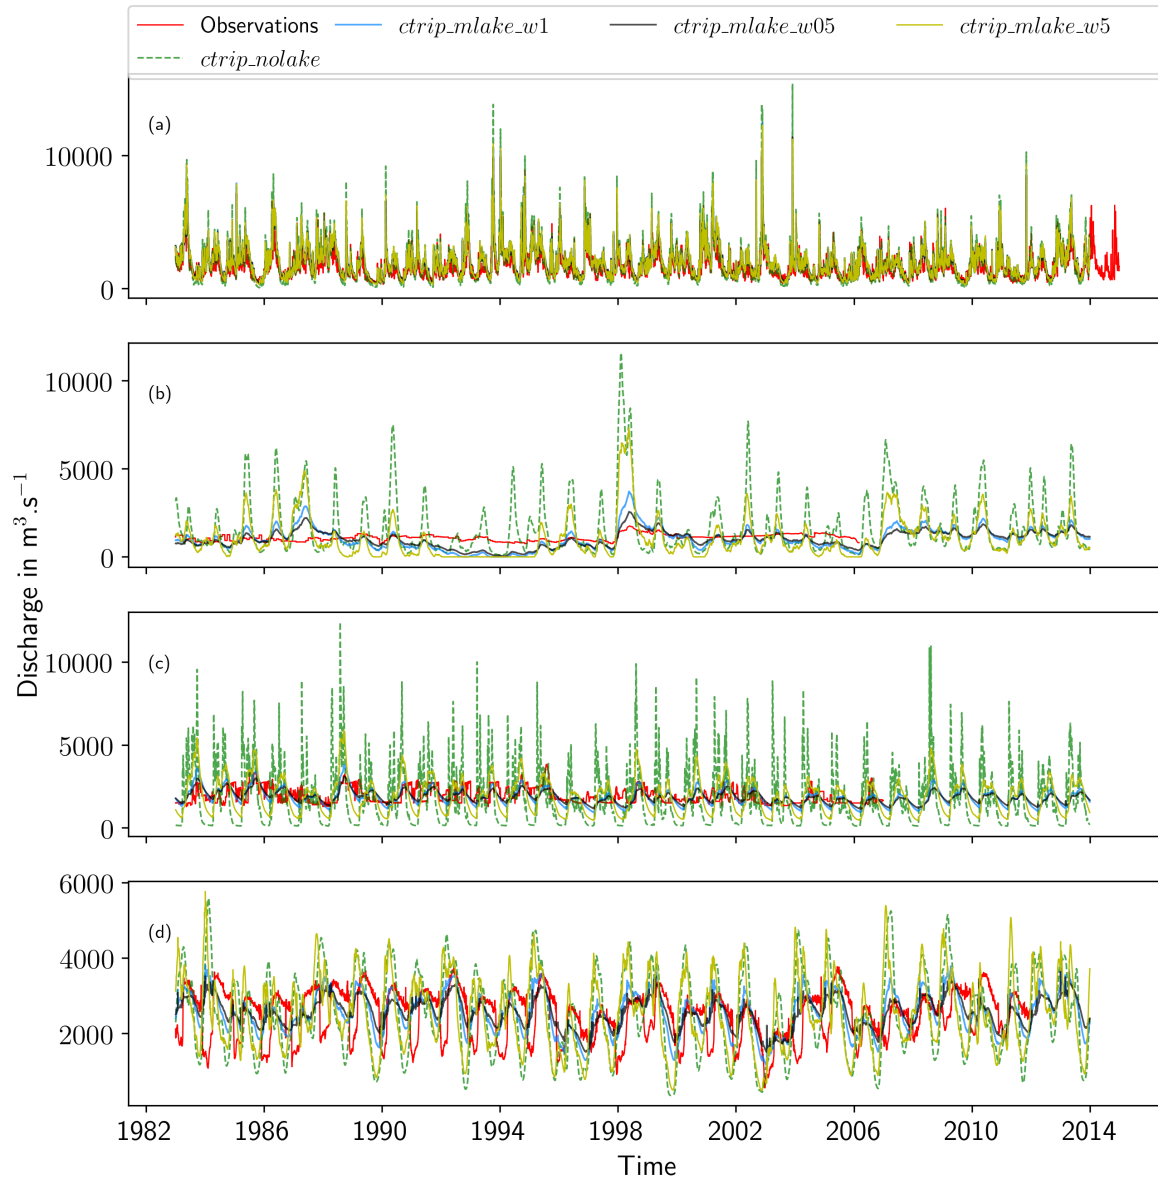 Observations ctrip_mlake_w1 ctrip_mlake_w05 ctrip_mlake_w5
ctrip_nolake
(a)
10000
0
(b)
10000
5000
0
(c)
10000
5000
0
(d)
6000
4000
2000
Discharge in m³.s⁻¹
1982 1986 1990 1994 1998 2002 2006 2010 2014
Time